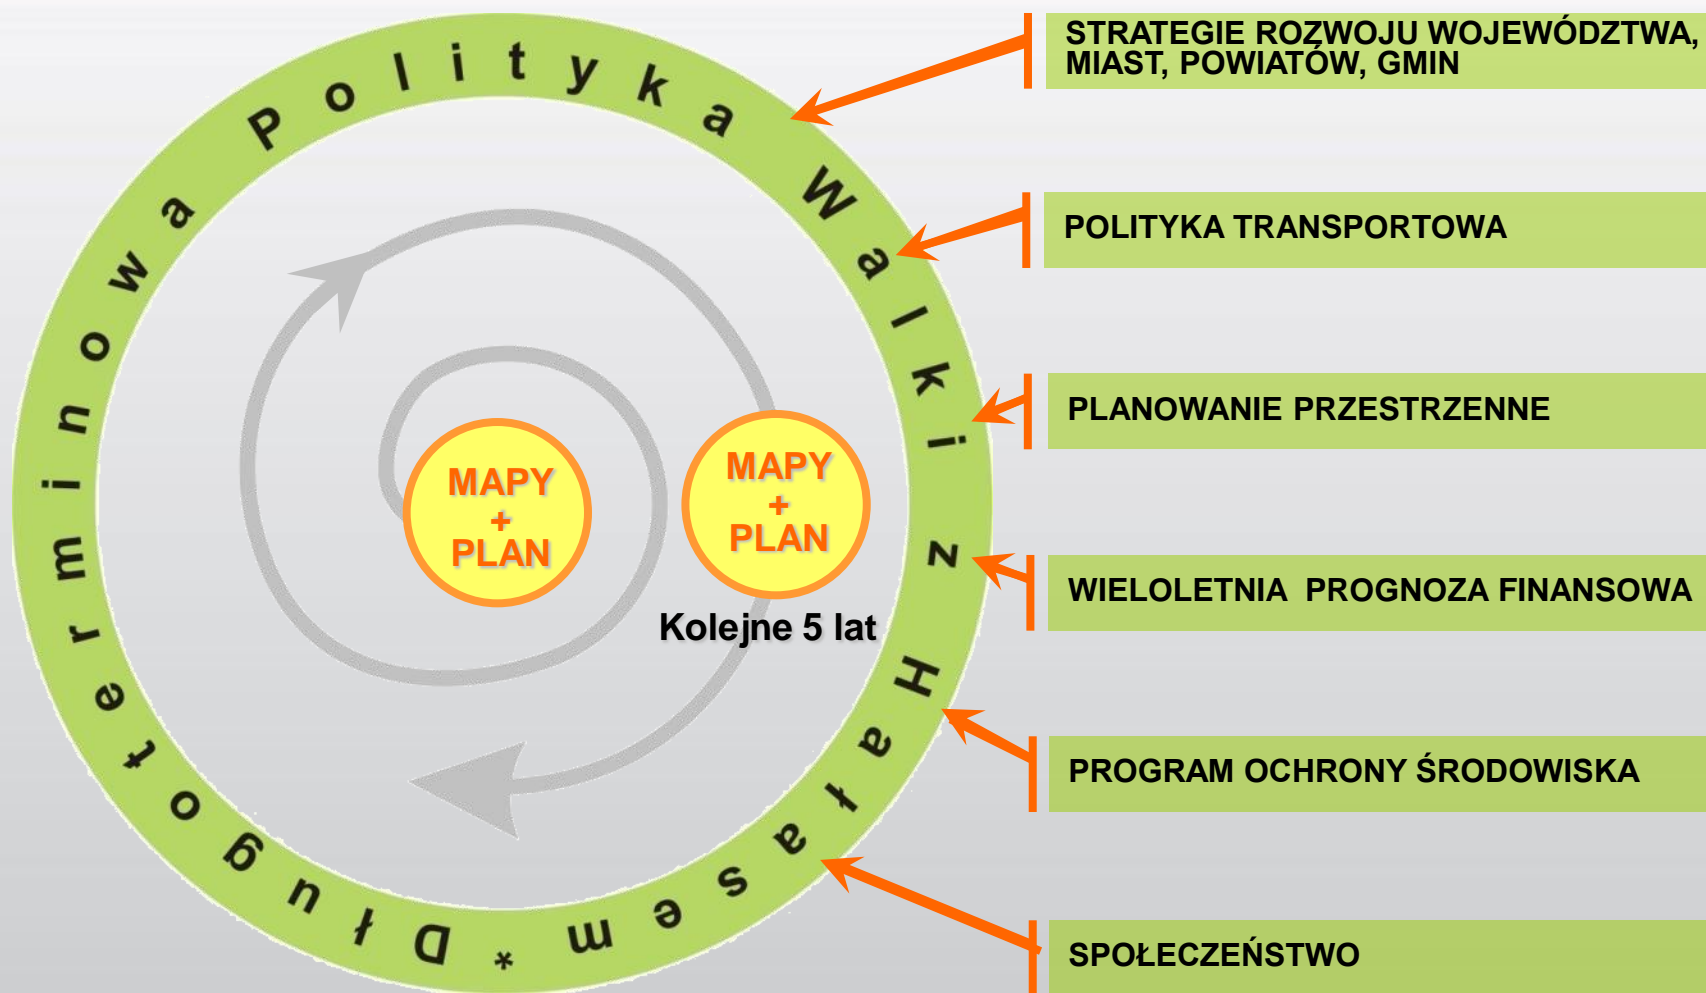 Długoterminowa Polityka Walki z Hałasem *
MAPY
+
PLAN
MAPY
+
PLAN
Kolejne 5 lat
STRATEGIE ROZWOJU WOJEWÓDZTWA,
MIAST, POWIATÓW, GMIN
POLITYKA TRANSPORTOWA
PLANOWANIE PRZESTRZENNE
WIELOLETNIA PROGNOZA FINANSOWA
PROGRAM OCHRONY ŚRODOWISKA
SPOŁECZEŃSTWO